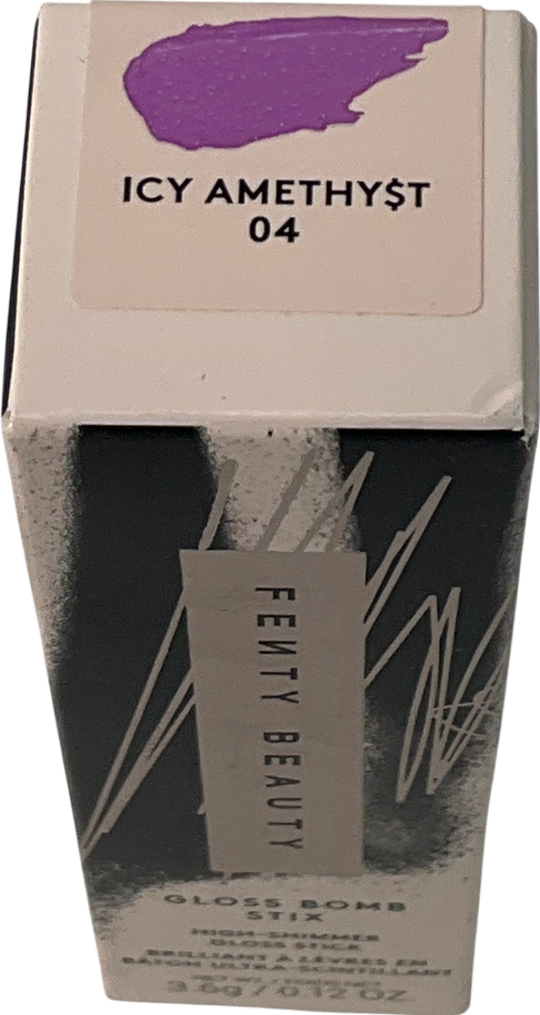 ICY AMETHY$T
04
FENTY BEAUTY
GLOSS BOMB
STIX
HIGH-SHIMMER
GLOSS STICK
BRILLIANT À LÈVRES EN
BÂTON ULTRA-SCINTILLANT
3.6g / 0.12 OZ.